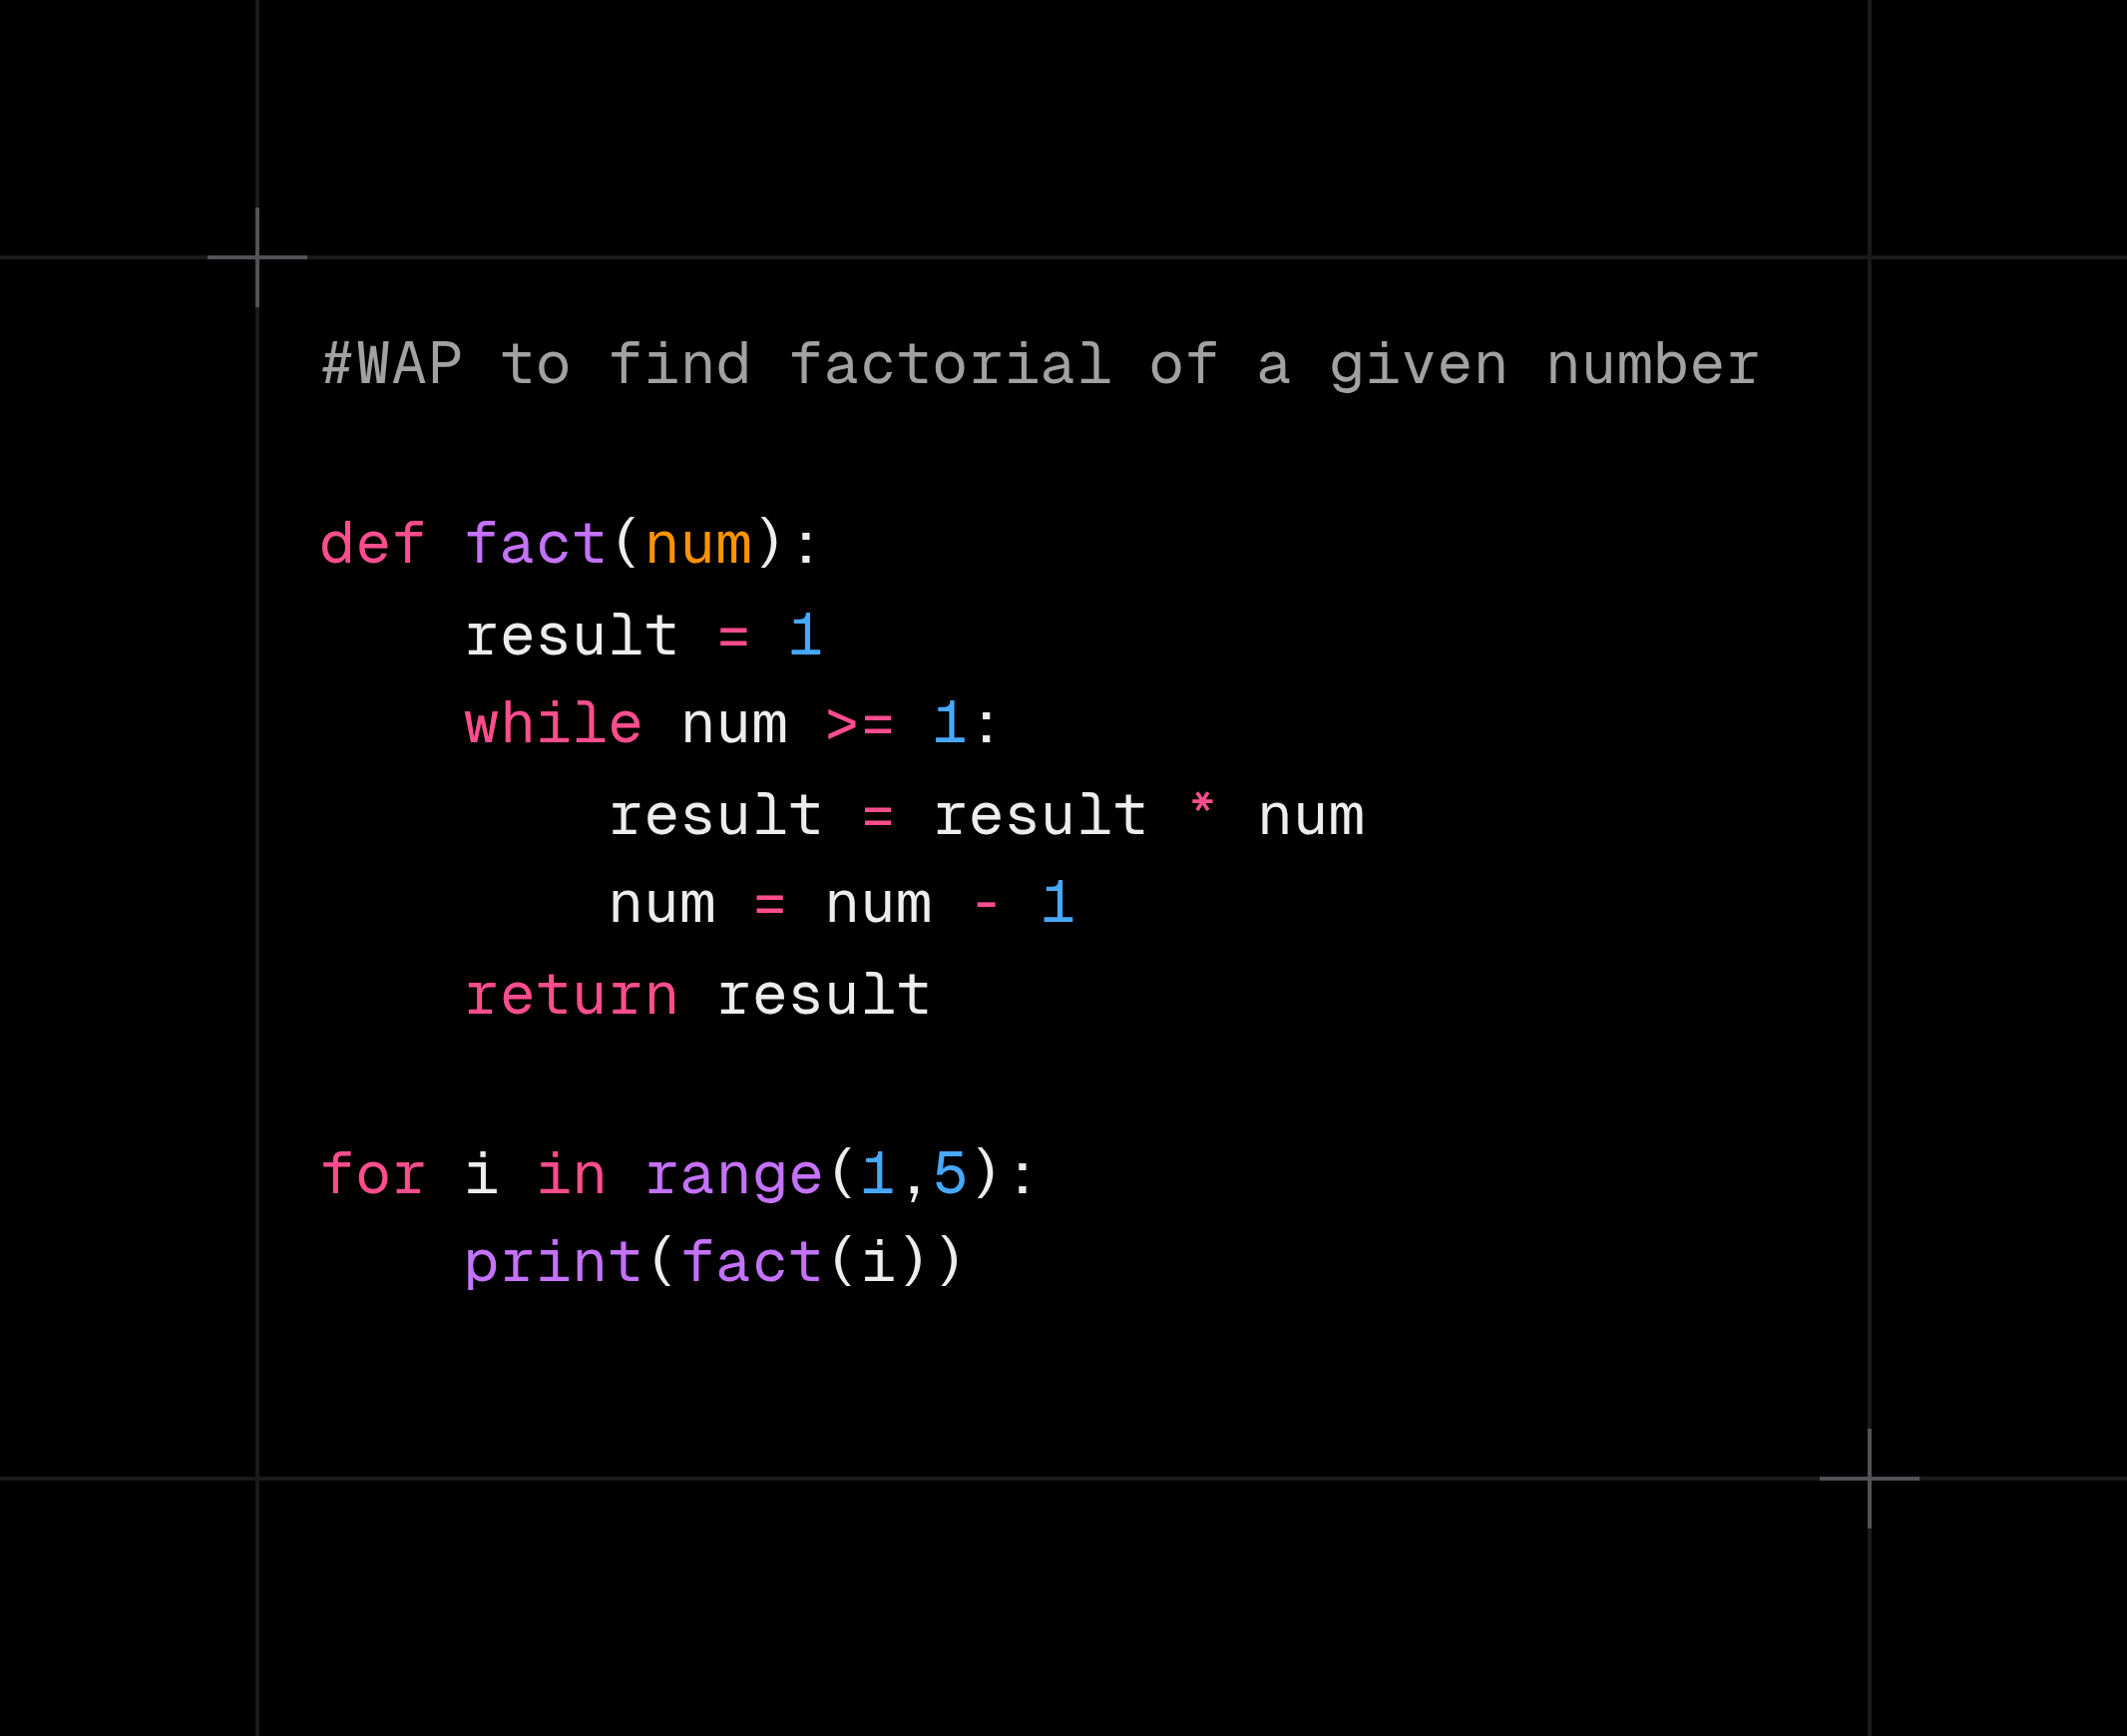 #WAP to find factorial of a given number
def fact(num):
    result = 1
    while num >= 1:
        result = result * num
        num = num - 1
    return result
for i in range(1,5):
    print(fact(i))